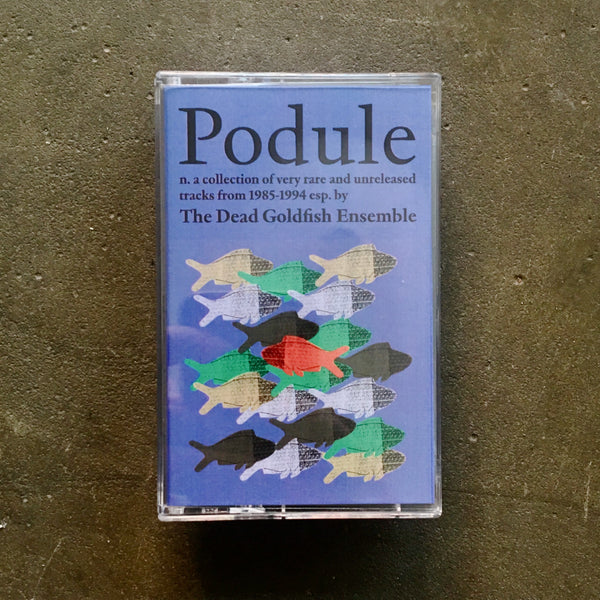 Podule
n. a collection of very rare and unreleased
tracks from 1985-1994 esp. by
The Dead Goldfish Ensemble